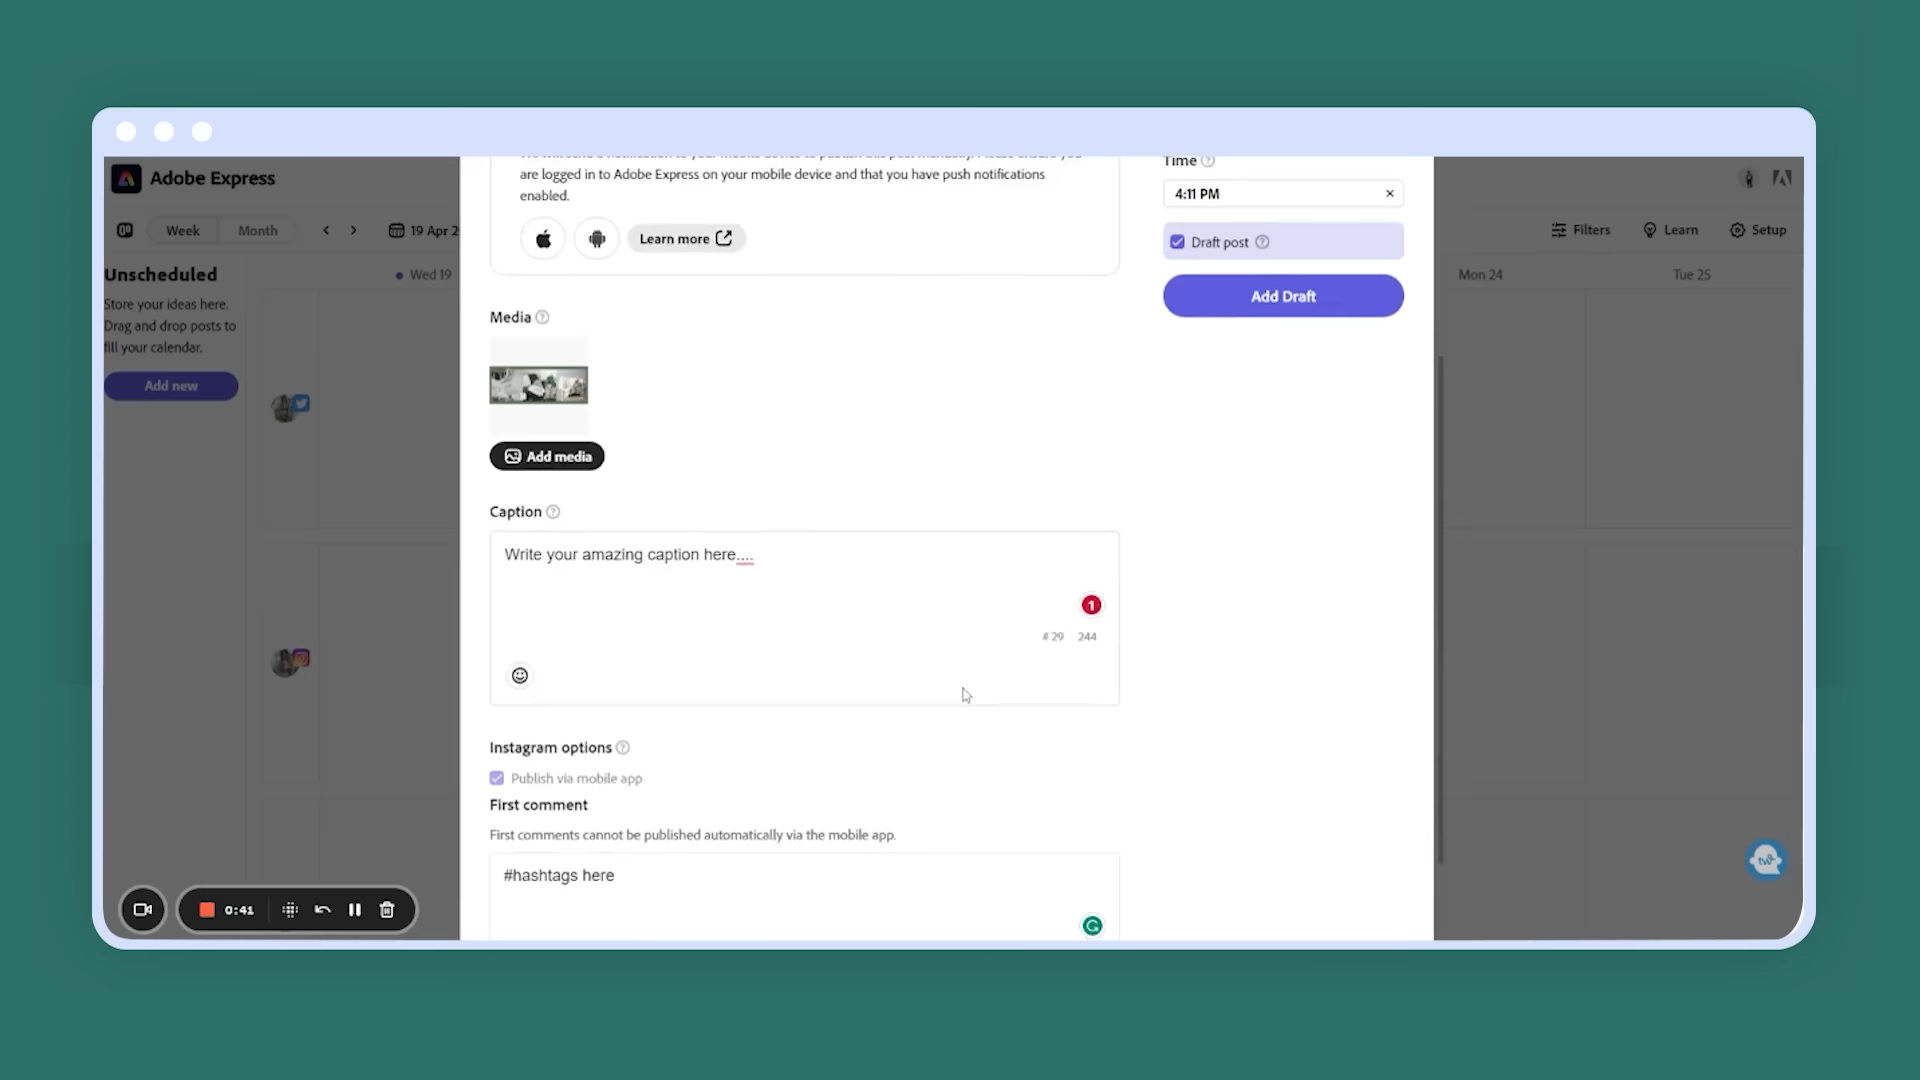 Adobe Express
Week
Month
19 Apr 2
Filters
Learn
Setup
Unscheduled
Store your ideas here.
Drag and drop posts to
fill your calendar.
Add new
Wed 19
Mon 24
Tue 25
are logged in to Adobe Express on your mobile device and that you have push notifications
enabled.
Learn more
Media
Add media
Caption
Write your amazing caption here....
1
# 29 244
Instagram options
Publish via mobile app
First comment
First comments cannot be published automatically via the mobile app.
#hashtags here
Time
4:11 PM
Draft post
Add Draft
0:41